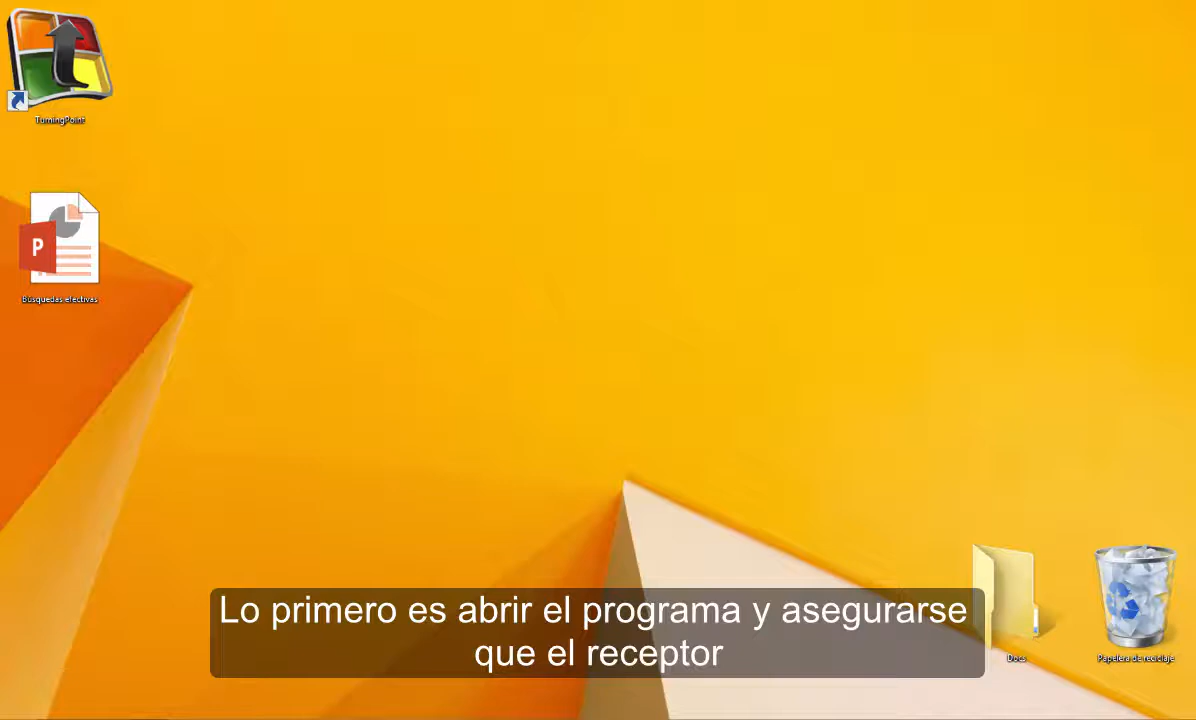 TurningPoint
P
Búsquedas efectivas
Lo primero es abrir el programa y asegurarse
que el receptor
Docs
Papelera de reciclaje